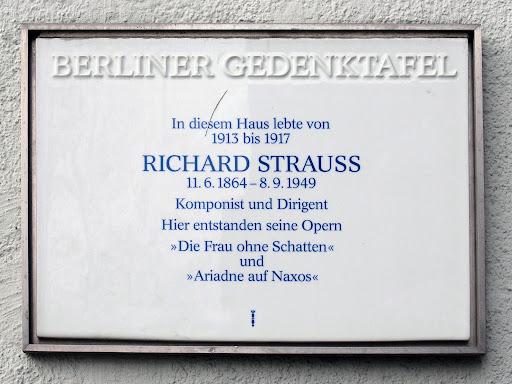 BERLINER GEDENKTAFEL
In diesem Haus lebte von
1913 bis 1917
RICHARD STRAUSS
11. 6. 1864 – 8. 9. 1949
Komponist und Dirigent
Hier entstanden seine Opern
»Die Frau ohne Schatten«
und
»Ariadne auf Naxos«